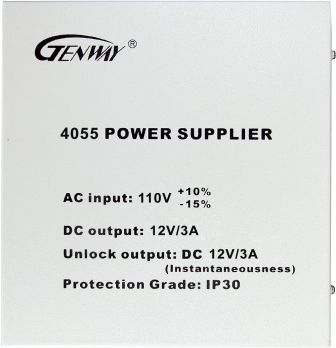 GENWAY®
4055 POWER SUPPLIER
AC input: 110V +10% -15%
DC output: 12V/3A
Unlock output: DC 12V/3A
(Instantaneousness)
Protection Grade: IP30